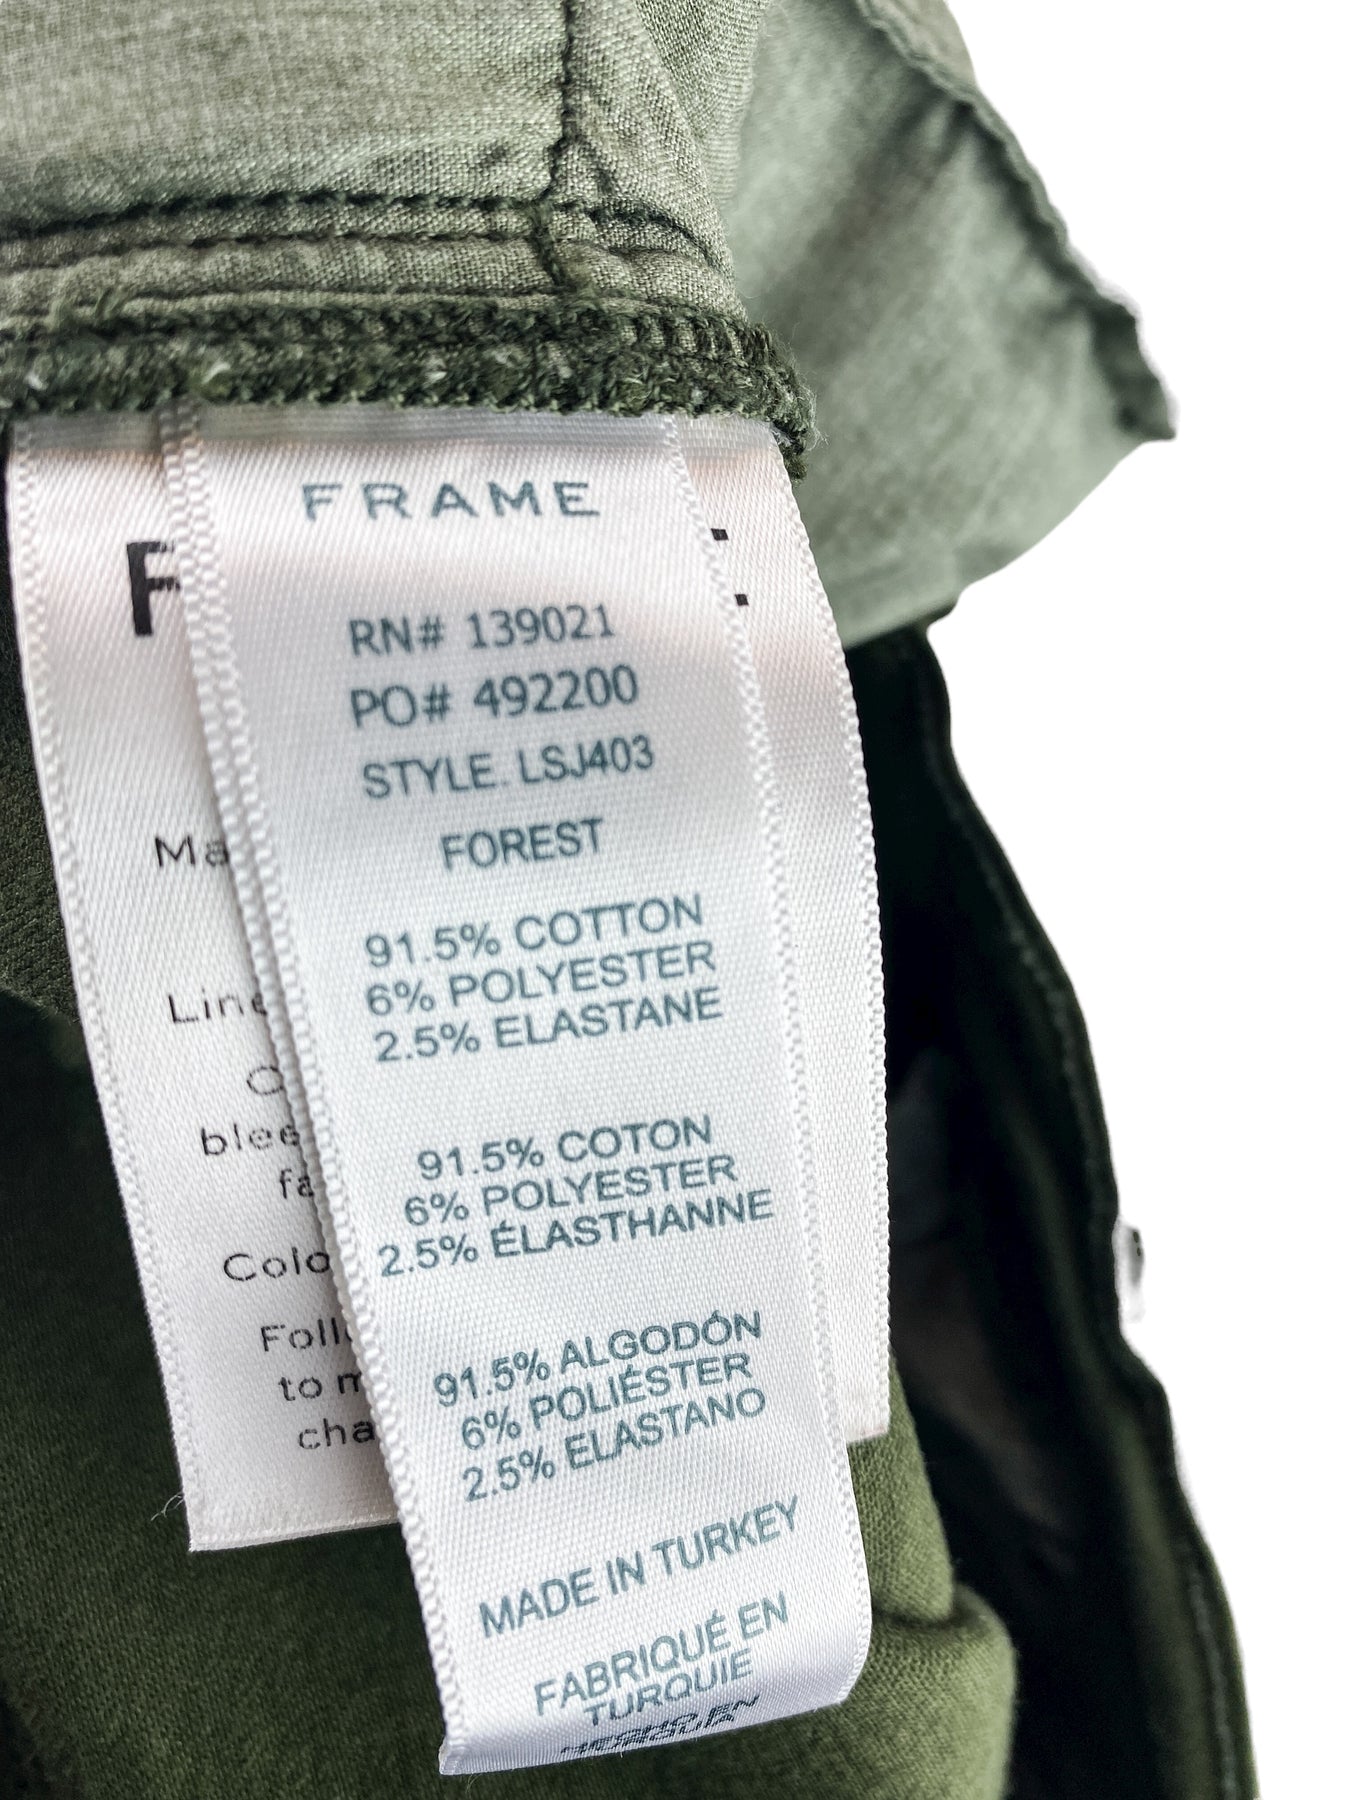 FRAME
RN# 139021
PO# 492200
STYLE. LSJ403
FOREST
91.5% COTTON
6% POLYESTER
2.5% ELASTANE
91.5% COTON
6% POLYESTER
2.5% ÉLASTHANNE
91.5% ALGODÓN
6% POLIÉSTER
2.5% ELASTANO
MADE IN TURKEY
FABRIQUÉ EN
TURQUIE
to